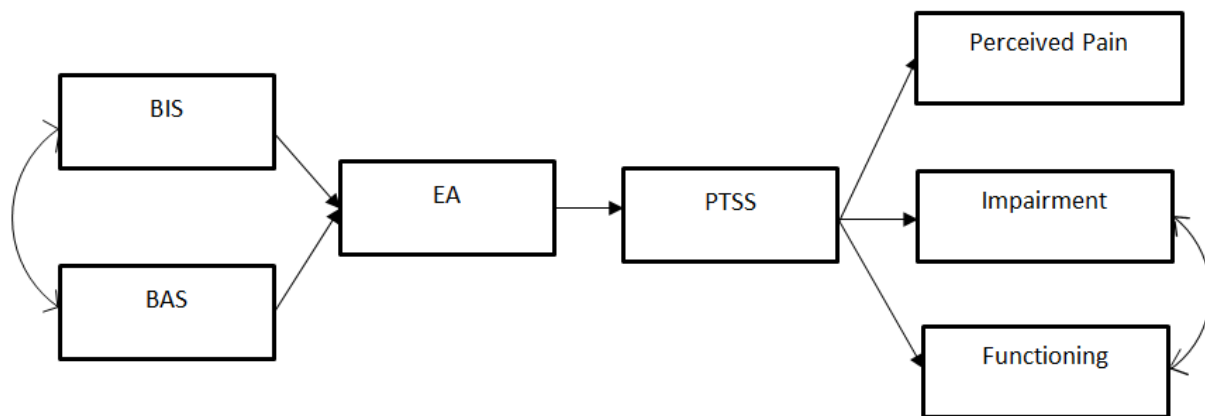 BIS
BAS
EA
PTSS
Perceived Pain
Impairment
Functioning